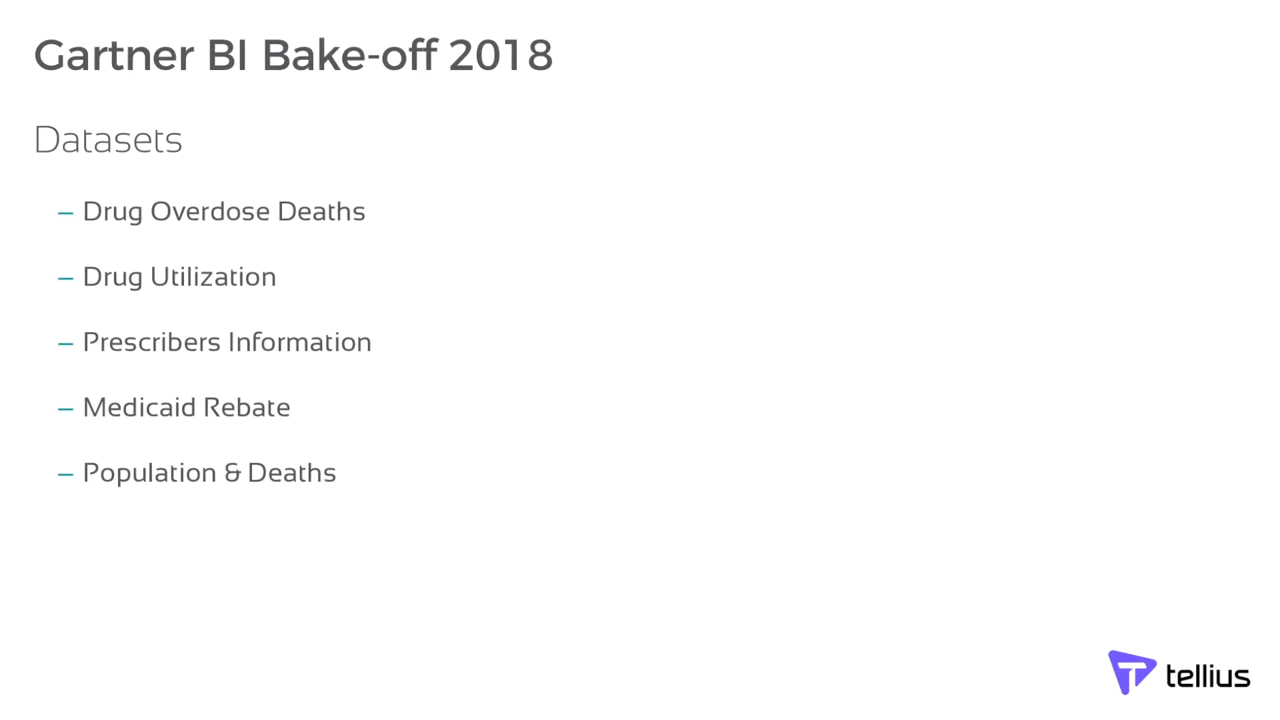 Gartner BI Bake-off 2018
Datasets
– Drug Overdose Deaths
– Drug Utilization
– Prescribers Information
– Medicaid Rebate
– Population & Deaths
tellius